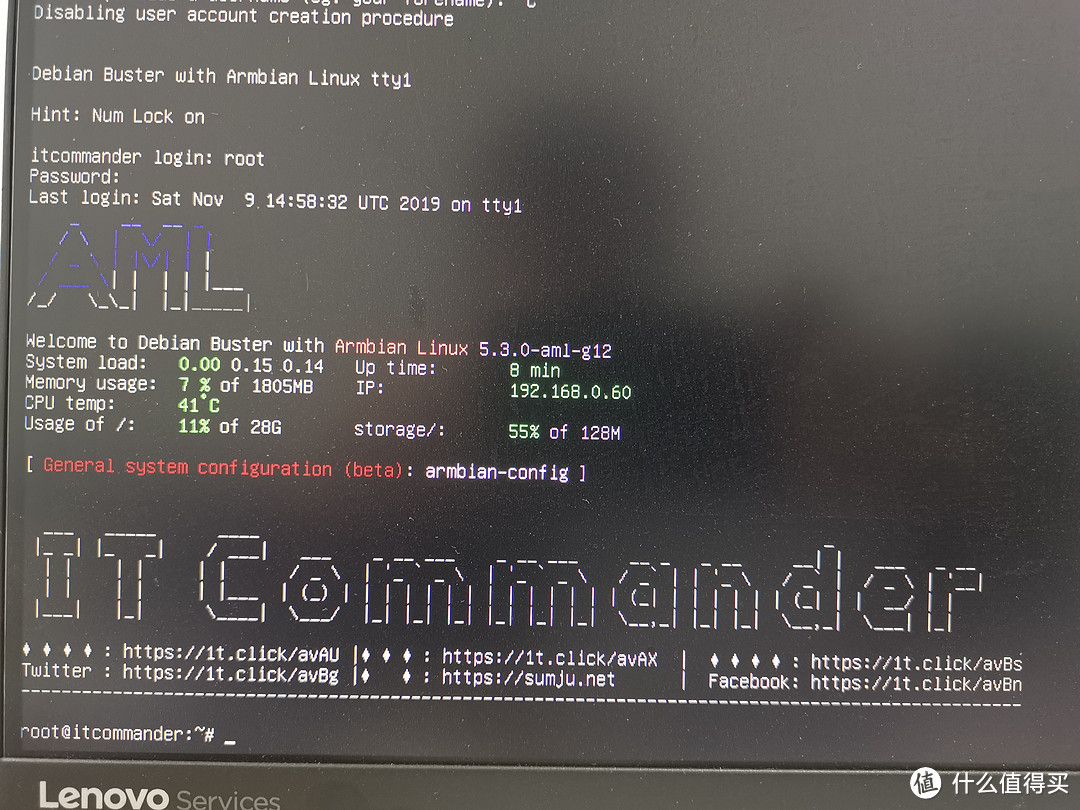 Disabling user account creation procedure
Debian Buster with Armbian Linux tty1
Hint: Num Lock on
itcommander login: root
Password:
Last login: Sat Nov  9 14:58:32 UTC 2019 on tty1
AML
Welcome to Debian Buster with Armbian Linux 5.3.0-aml-g12
System load:   0.00 0.15 0.14   Up time:   8 min
Memory usage:  7 % of 1805MB   IP:   192.168.0.60
CPU temp:   41°C
Usage of /:   11% of 28G   storage/:   55% of 128M
[ General system configuration (beta): armbian-config ]
IT Commander
♦ ♦ ♦ ♦ : https://1t.click/avAU |♦ ♦ ♦ : https://1t.click/avAX | ♦ ♦ ♦ ♦ : https://1t.click/avBs
Twitter : https://1t.click/avBg |♦   ♦ : https://sumju.net | Facebook: https://1t.click/avBn
root@itcommander:~# _
Lenovo Services
值 什么值得买